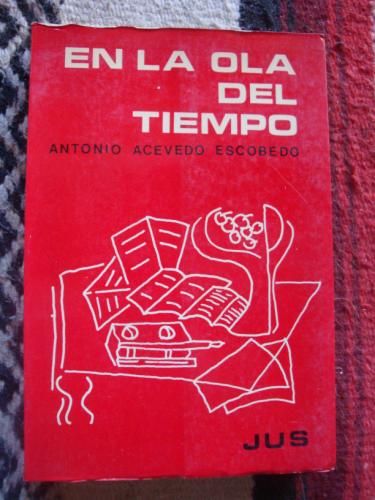 EN LA OLA
DEL
TIEMPO
ANTONIO ACEVEDO ESCOBEDO
JUS